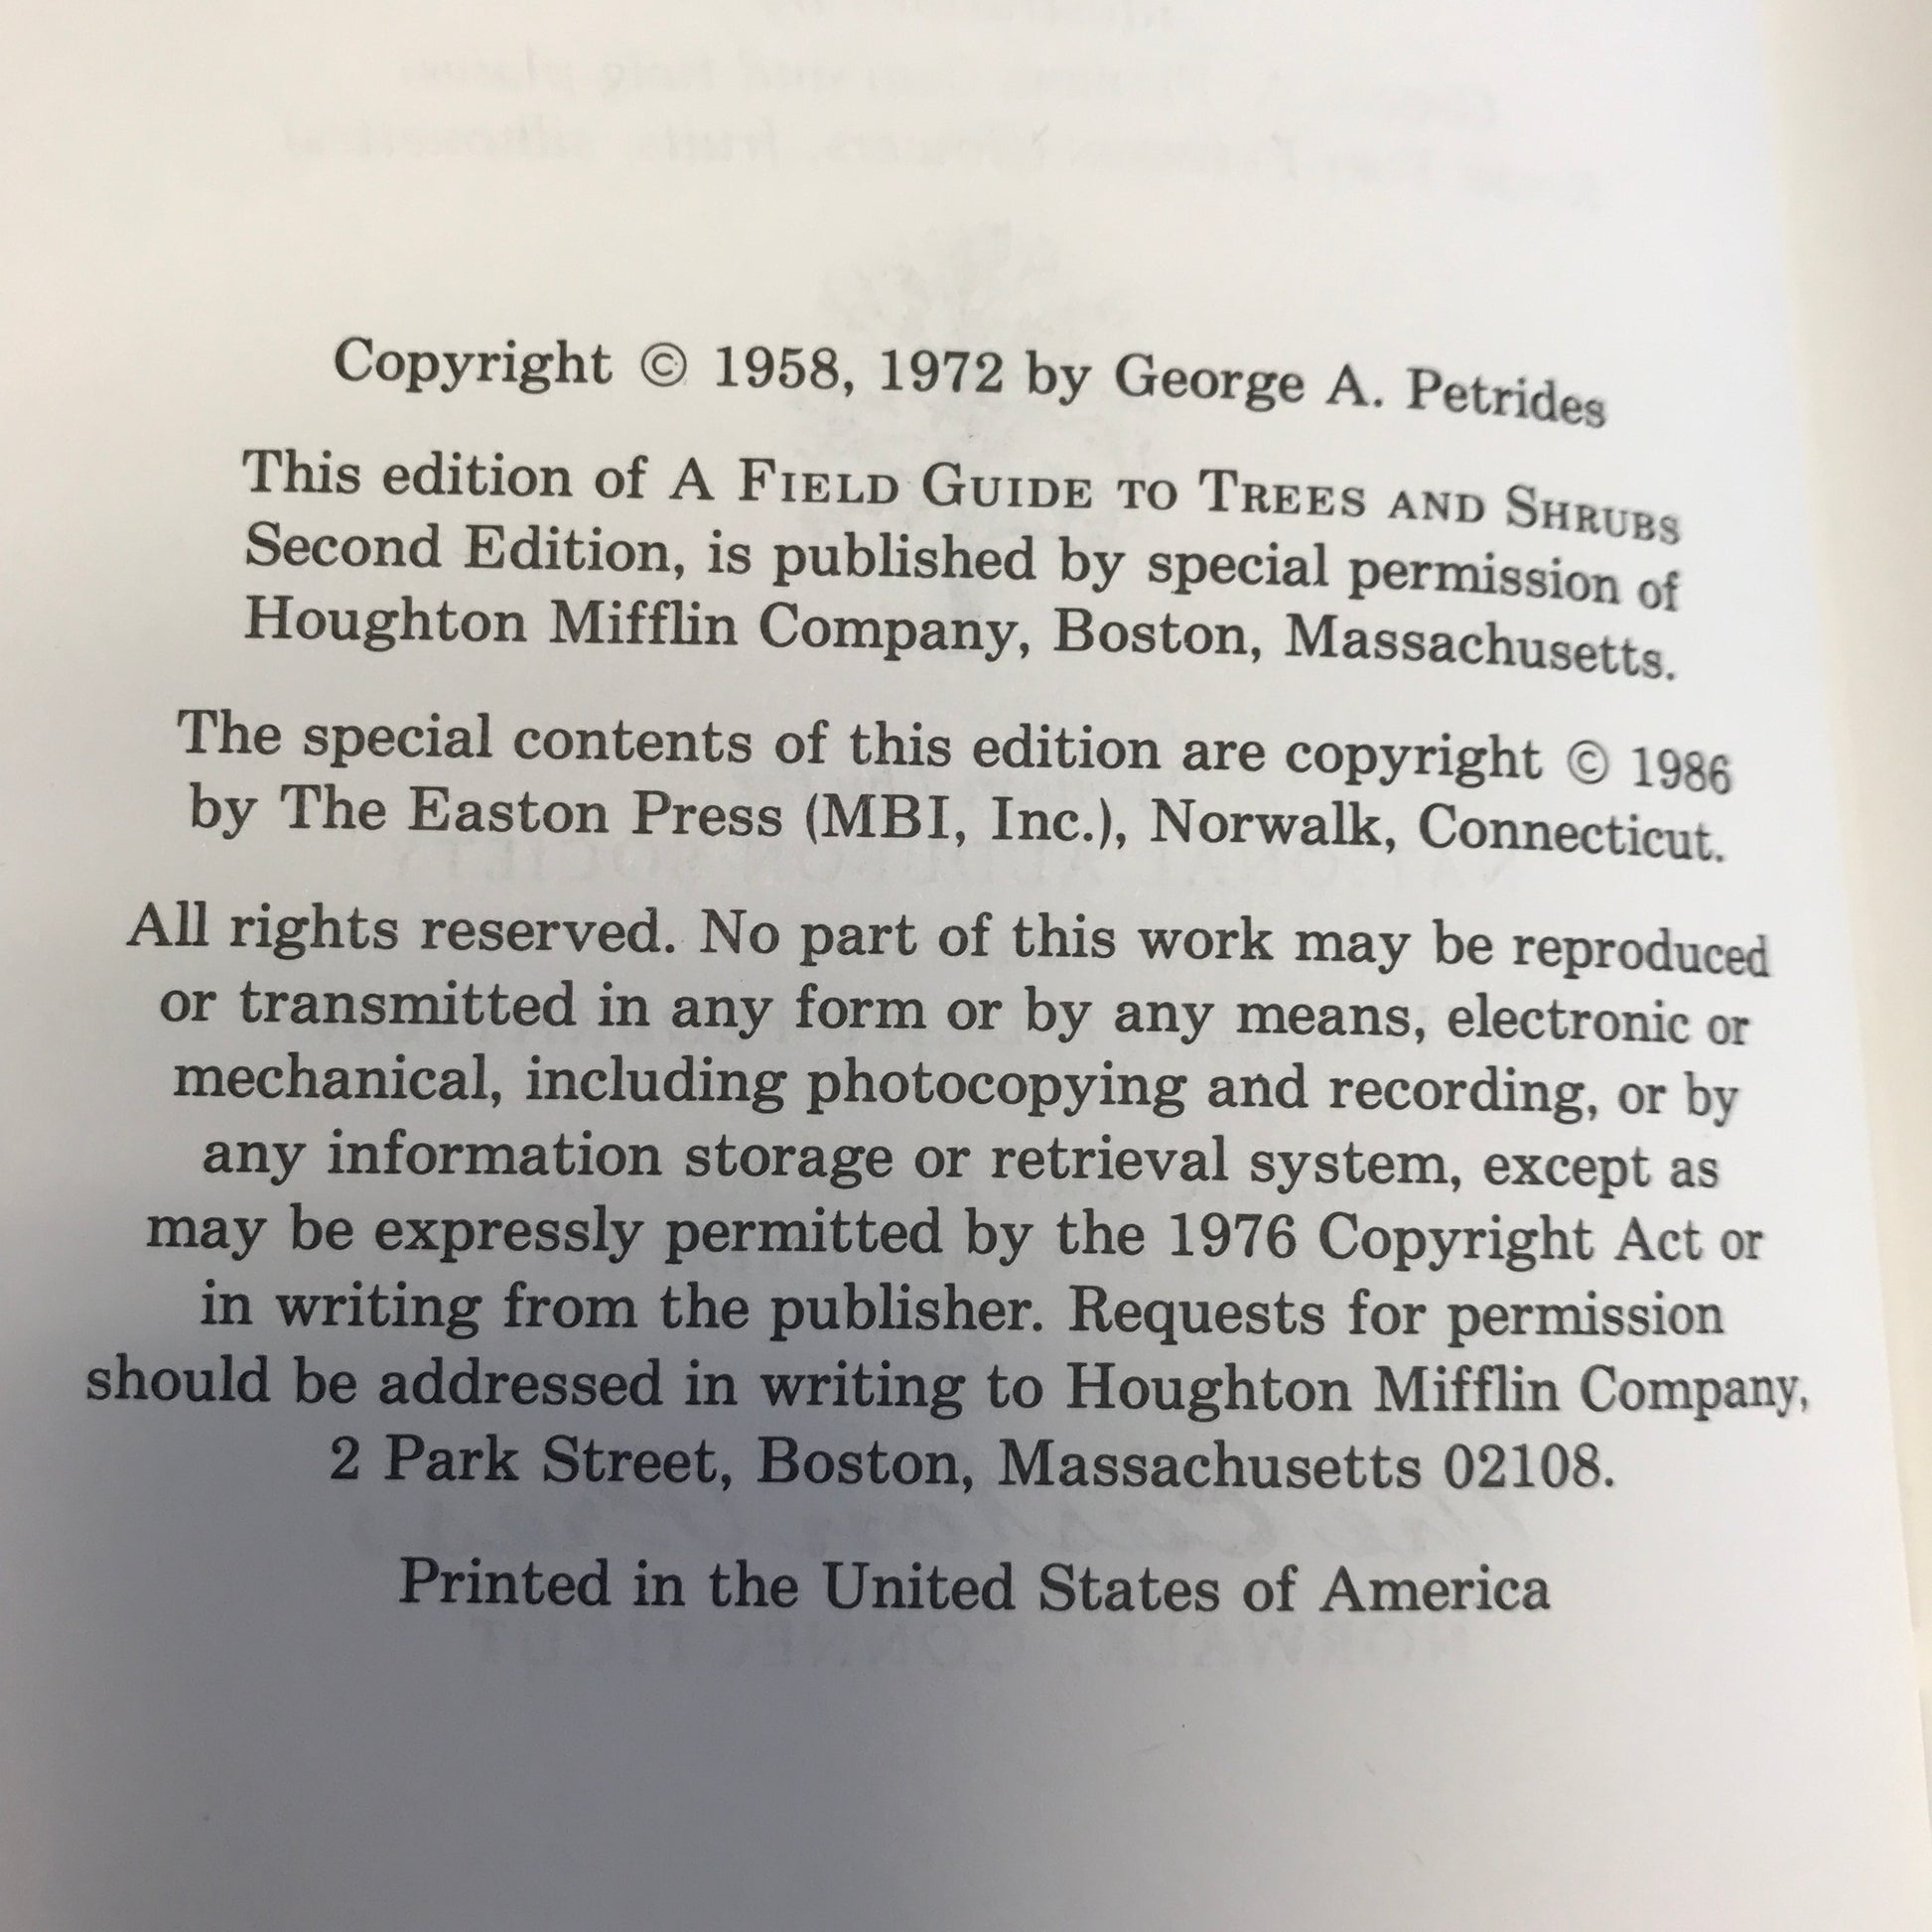 Copyright © 1958, 1972 by George A. Petrides
This edition of A FIELD GUIDE TO TREES AND SHRUBS
Second Edition, is published by special permission of
Houghton Mifflin Company, Boston, Massachusetts.
The special contents of this edition are copyright © 1986
by The Easton Press (MBI, Inc.), Norwalk, Connecticut.
All rights reserved. No part of this work may be reproduced
or transmitted in any form or by any means, electronic or
mechanical, including photocopying and recording, or by
any information storage or retrieval system, except as
may be expressly permitted by the 1976 Copyright Act or
in writing from the publisher. Requests for permission
should be addressed in writing to Houghton Mifflin Company,
2 Park Street, Boston, Massachusetts 02108.
Printed in the United States of America